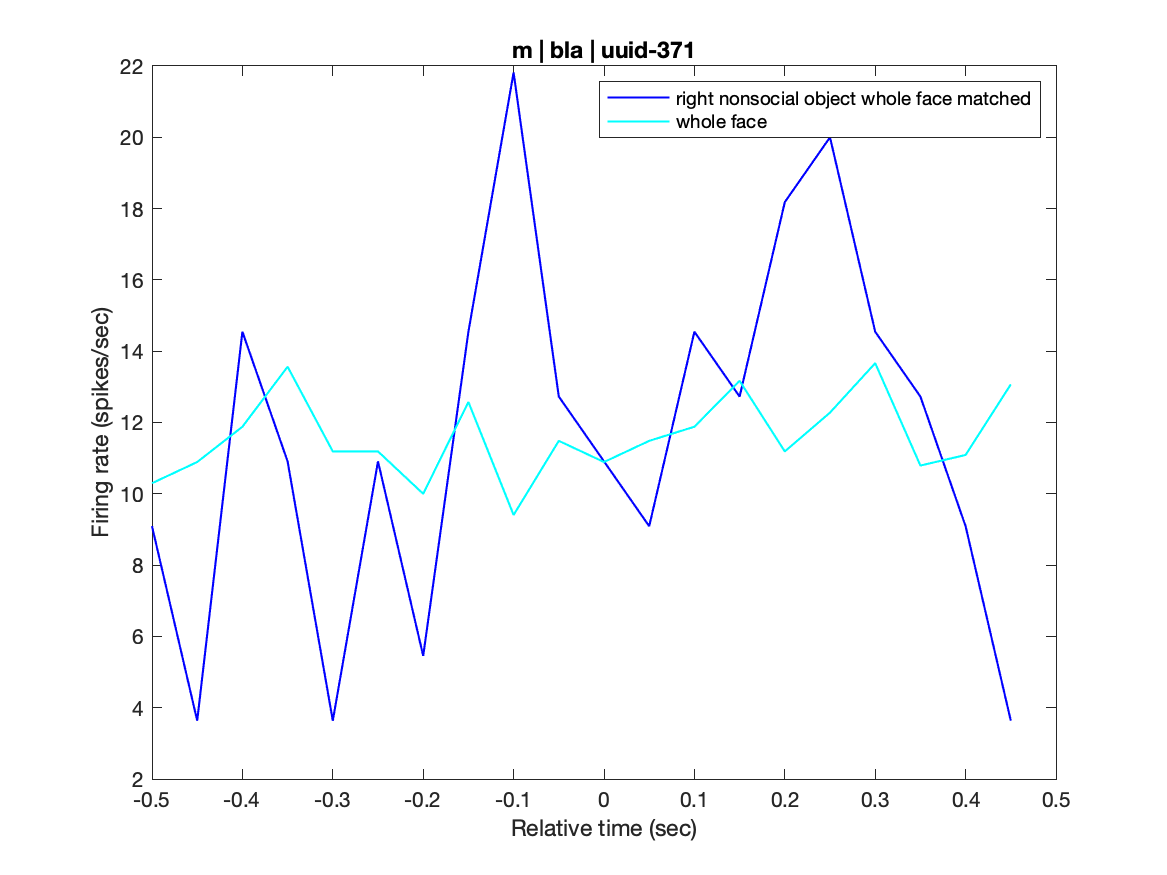 m | bla | uuid-371
right nonsocial object whole face matched
whole face
Firing rate (spikes/sec)
22
20
18
16
14
12
10
8
6
4
2
-0.5 -0.4 -0.3 -0.2 -0.1 0 0.1 0.2 0.3 0.4 0.5
Relative time (sec)